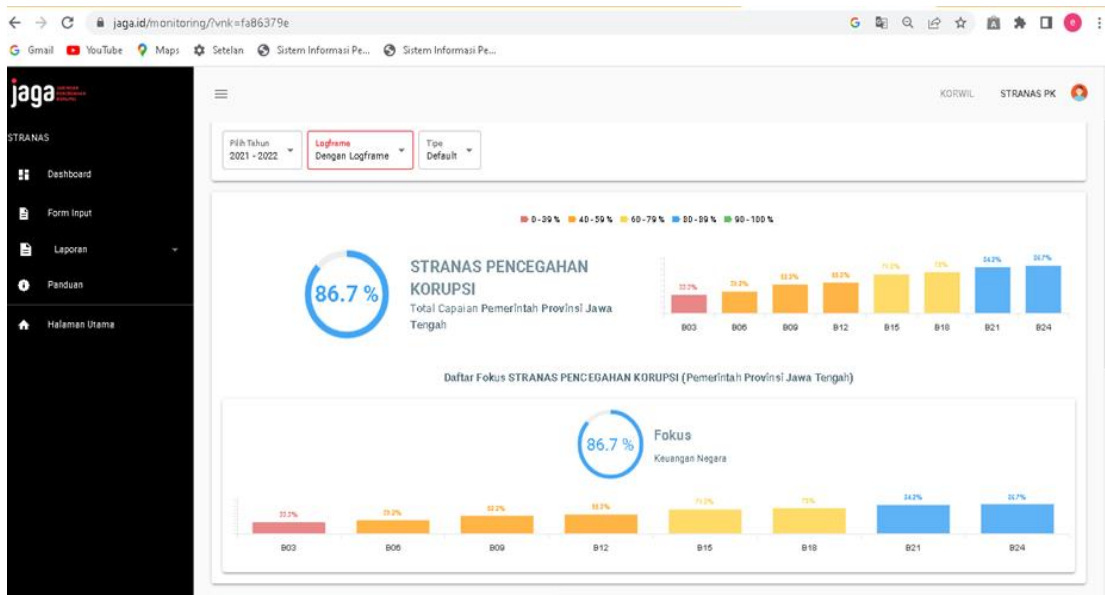 jaga.id/monitoring/?vnk=fa86379e
Gmail YouTube Maps Setelan Sistem Informasi Pe... Sistem Informasi Pe...
jaga
KORWIL STRANAS PK
STRANAS
Dashboard
Form Input
Laporan
Panduan
Halaman Utama
Pilih Tahun
2021 - 2022
Logframe
Dengan Logframe
Tipe
Default
0-39 % 40-59 % 60-79 % 80-89 % 90-100 %
86.7 %
STRANAS PENCEGAHAN
KORUPSI
Total Capaian Pemerintah Provinsi Jawa
Tengah
86.7%
B03 B06 B09 B12 B15 B18 B21 B24
Daftar Fokus STRANAS PENCEGAHAN KORUPSI (Pemerintah Provinsi Jawa Tengah)
86.7 %
Fokus
Keuangan Negara
B03 B06 B09 B12 B15 B18 B21 B24